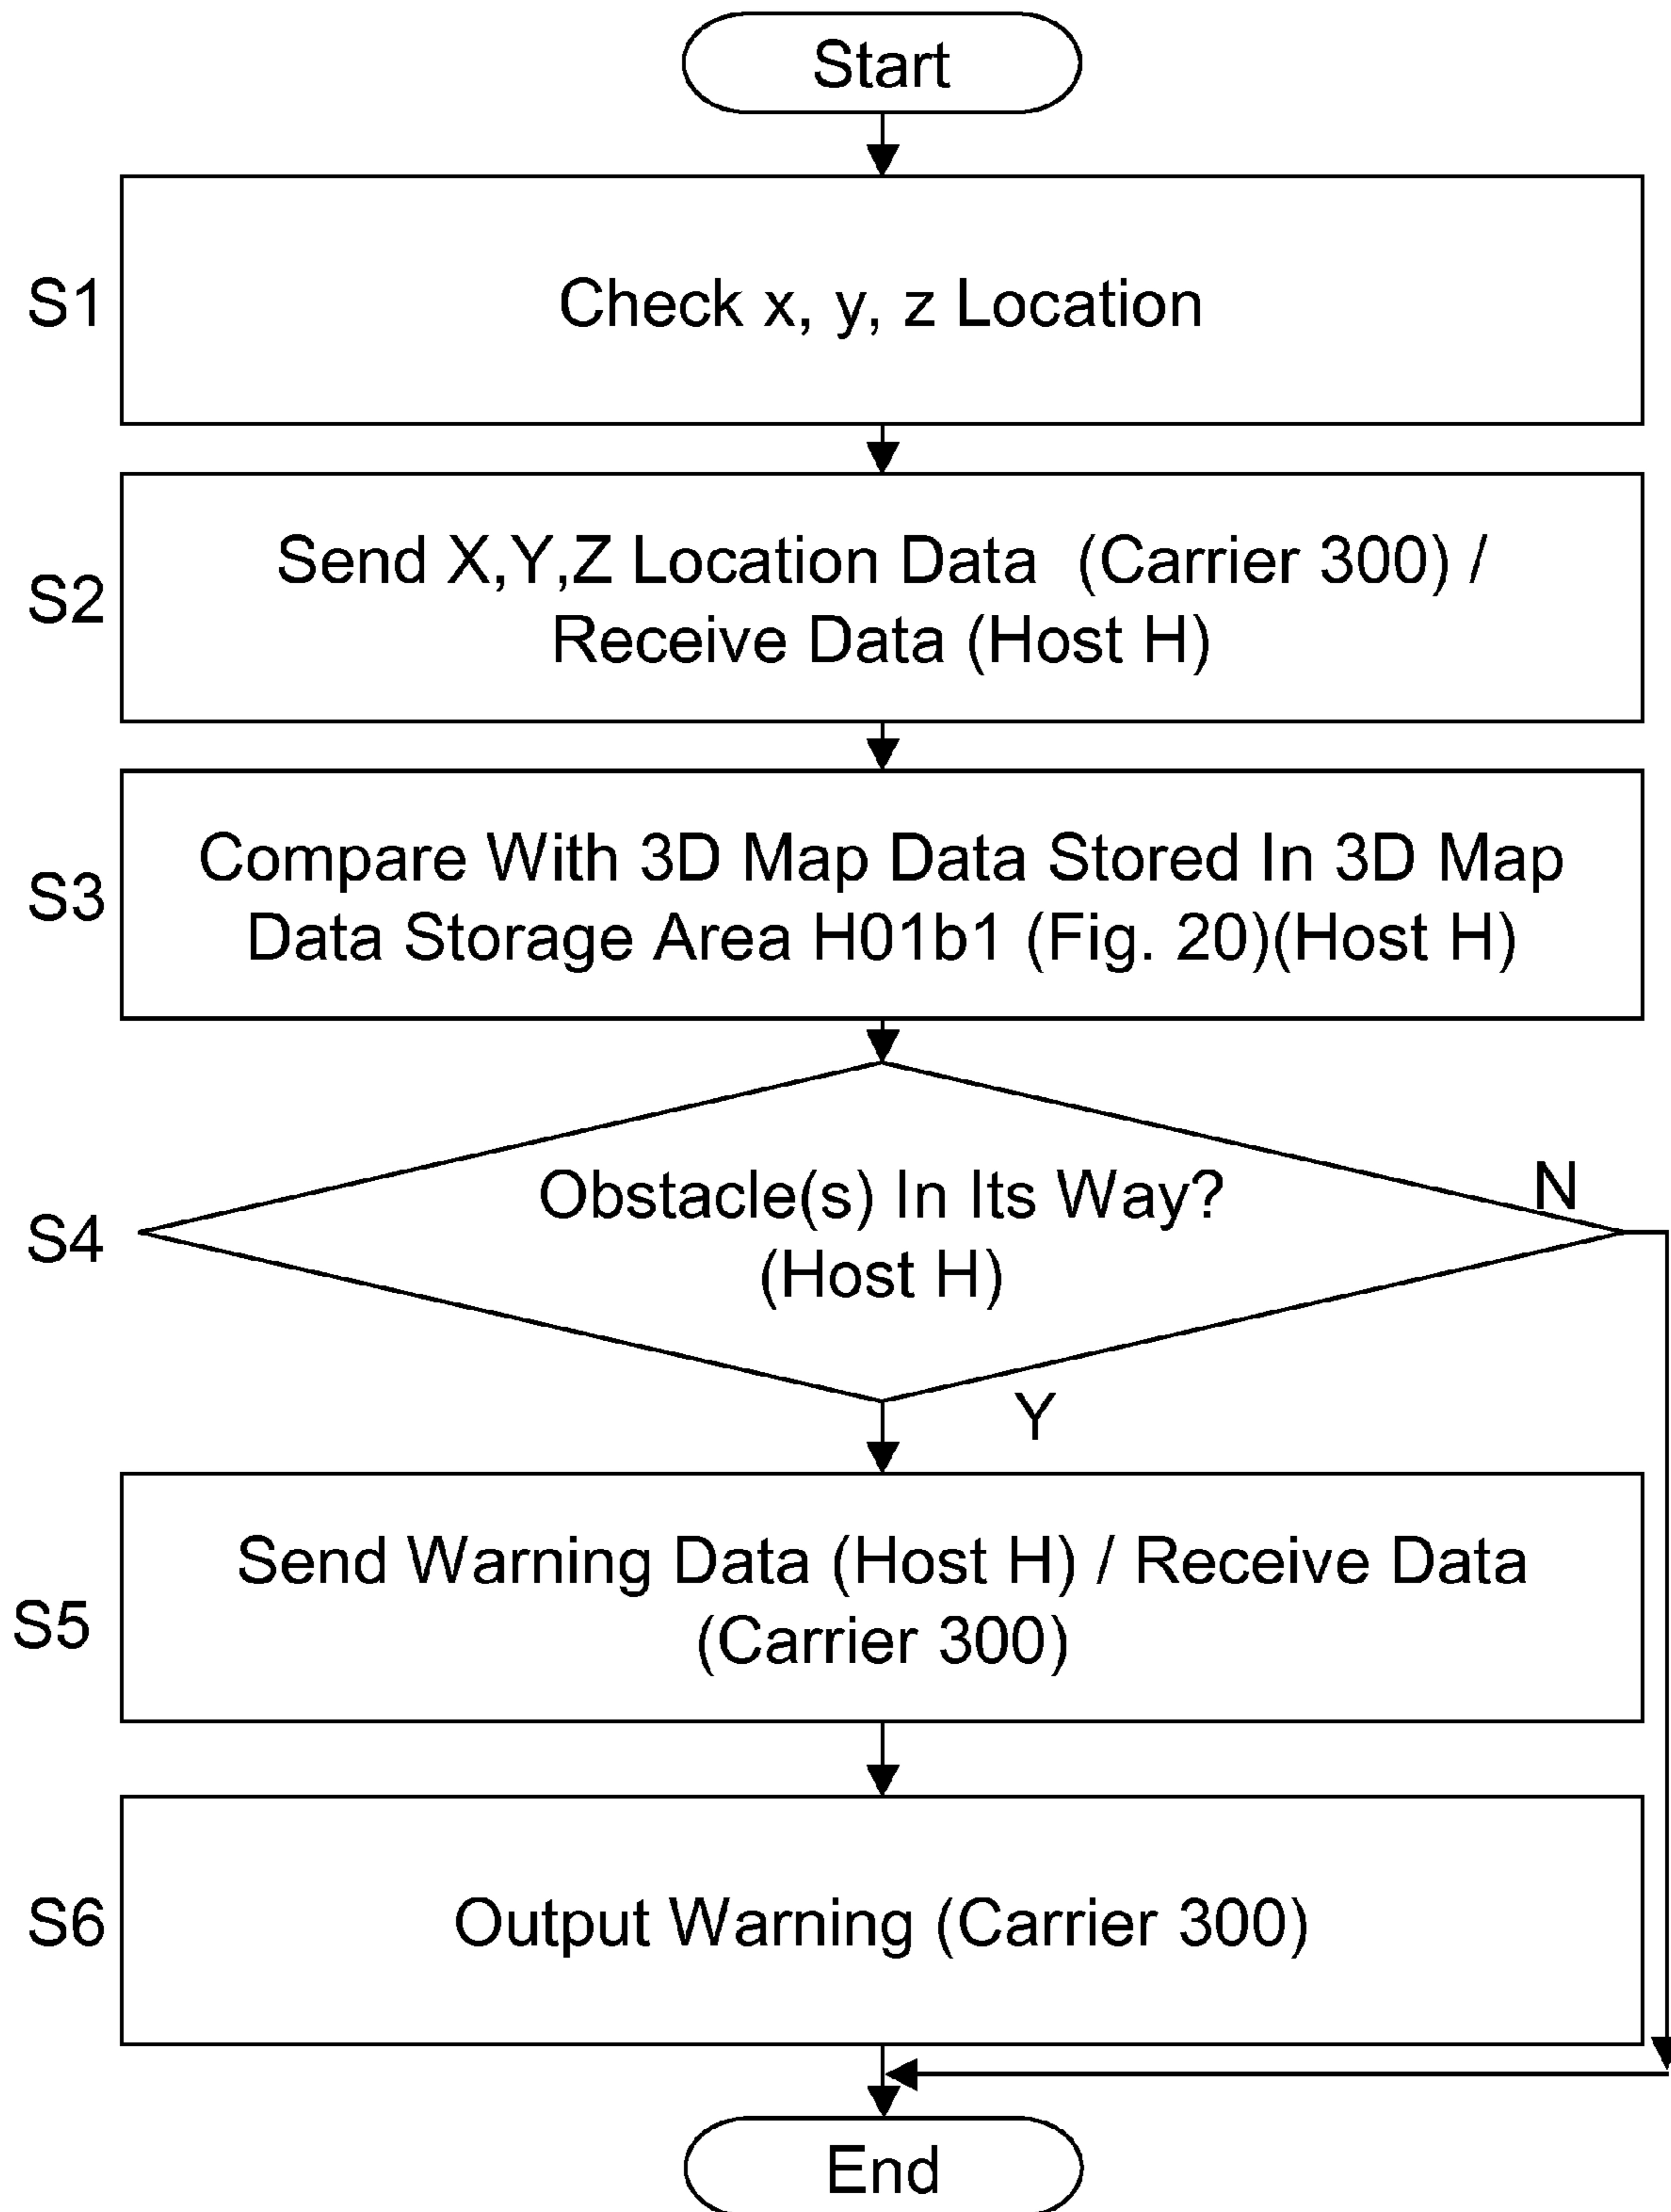 Start
S1
Check x, y, z Location
S2
Send X,Y,Z Location Data (Carrier 300) /
Receive Data (Host H)
S3
Compare With 3D Map Data Stored In 3D Map
Data Storage Area H01b1 (Fig. 20)(Host H)
S4
Obstacle(s) In Its Way?
(Host H)
N
Y
S5
Send Warning Data (Host H) / Receive Data
(Carrier 300)
S6
Output Warning (Carrier 300)
End